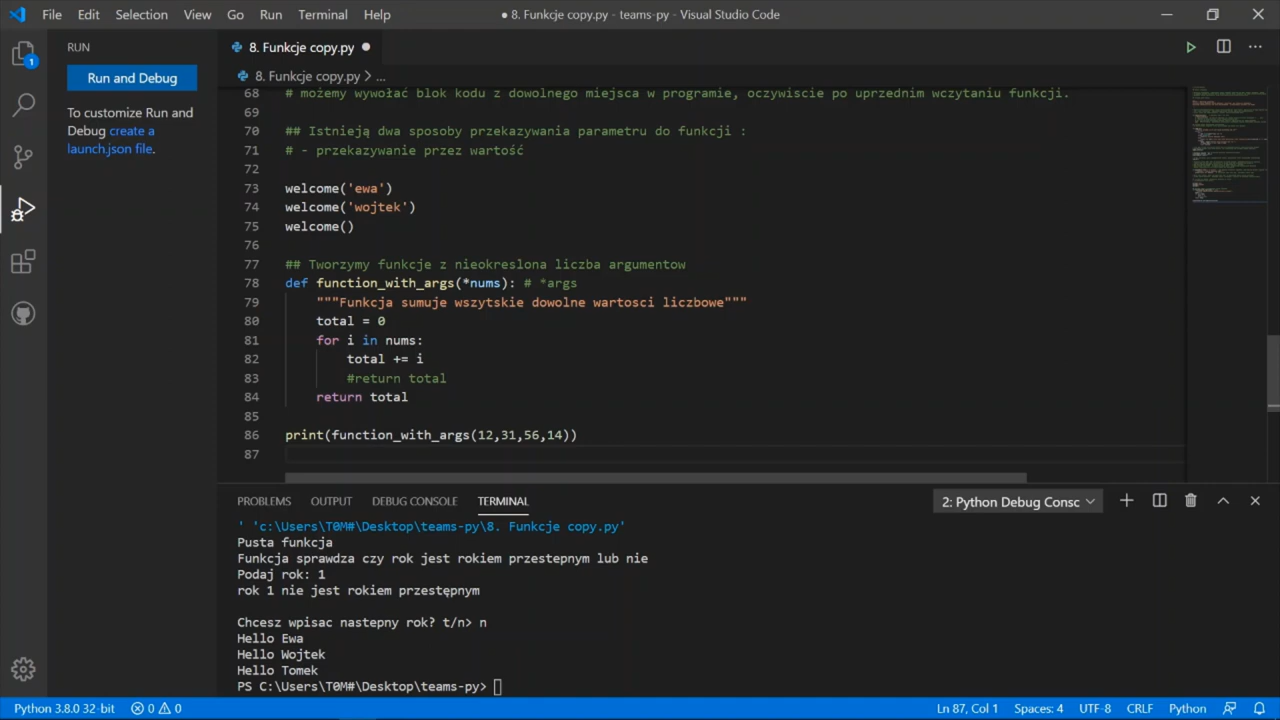 File Edit Selection View Go Run Terminal Help
● 8. Funkcje copy.py - teams-py - Visual Studio Code
RUN
Run and Debug
To customize Run and
Debug create a
launch.json file.
1
8. Funkcje copy.py
8. Funkcje copy.py > ...
68 # możemy wywołać blok kodu z dowolnego miejsca w programie, oczywiście po uprzednim wczytaniu funkcji.
69
70 ## Istnieją dwa sposoby przekazywania parametru do funkcji :
71 # - przekazywanie przez wartość
72
73 welcome('ewa')
74 welcome('wojtek')
75 welcome()
76
77 ## Tworzymy funkcje z nieokreslona liczba argumentow
78 def function_with_args(*nums): # *args
79 """Funkcja sumuje wszytskie dowolne wartosci liczbowe"""
80 total = 0
81 for i in nums:
82 total += i
83 #return total
84 return total
85
86 print(function_with_args(12,31,56,14))
87
PROBLEMS OUTPUT DEBUG CONSOLE TERMINAL
2: Python Debug Consc
' 'c:\Users\T0M#\Desktop\teams-py\8. Funkcje copy.py'
Pusta funkcja
Funkcja sprawdza czy rok jest rokiem przestepnym lub nie
Podaj rok: 1
rok 1 nie jest rokiem przestępnym
Chcesz wpisac nastepny rok? t/n> n
Hello Ewa
Hello Wojtek
Hello Tomek
PS C:\Users\T0M#\Desktop\teams-py>
Python 3.8.0 32-bit 0 0 Ln 87, Col 1 Spaces: 4 UTF-8 CRLF Python